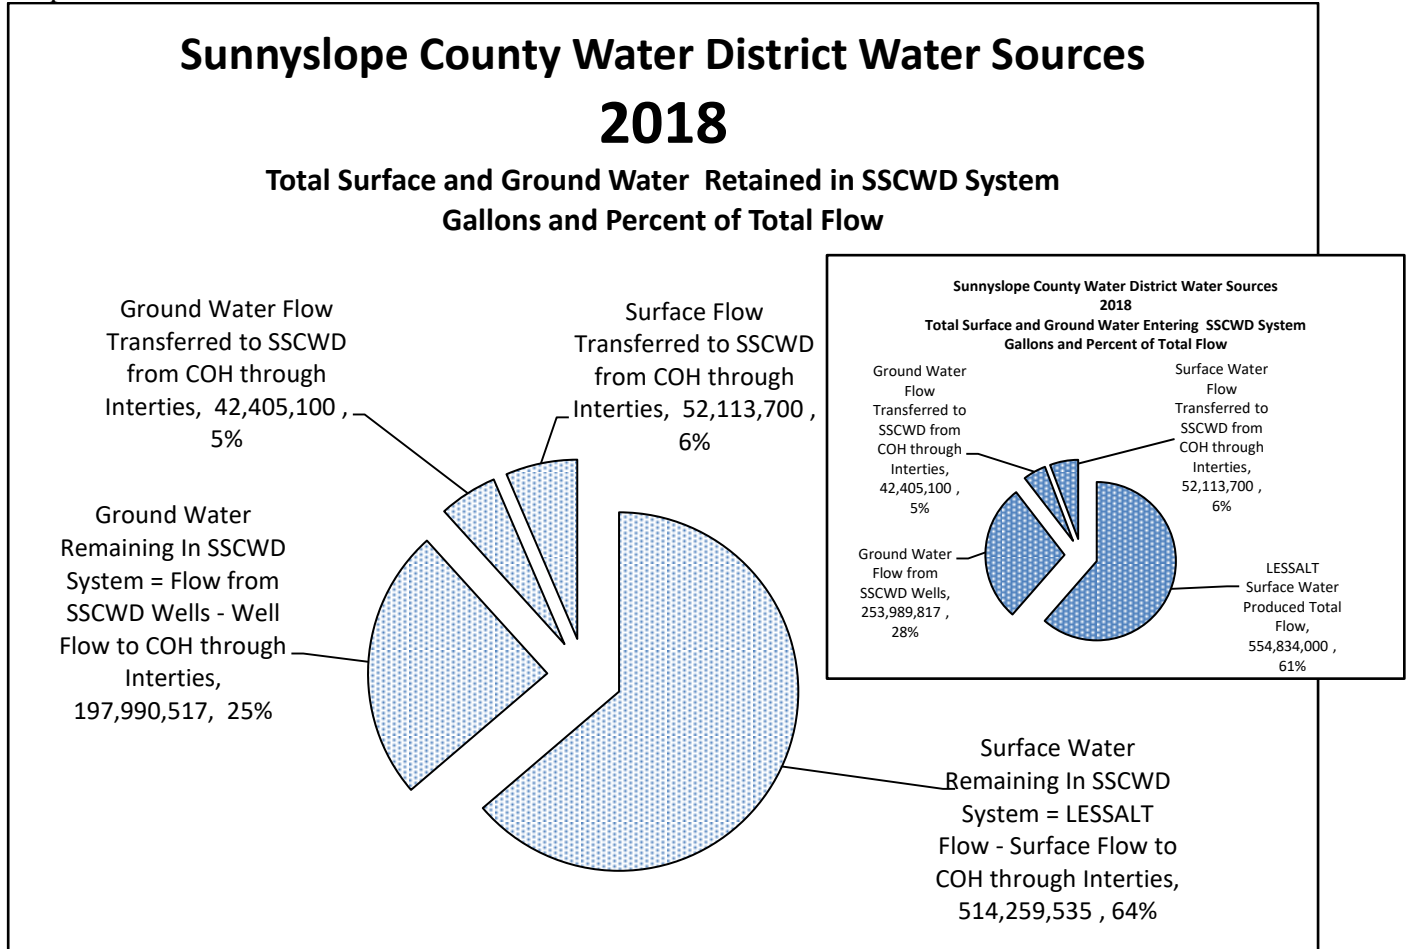 Sunnyslope County Water District Water Sources
2018
Total Surface and Ground Water Retained in SSCWD System
Gallons and Percent of Total Flow
Ground Water Flow
Transferred to SSCWD
from COH through
Interties, 42,405,100 ,
5%
Surface Flow
Transferred to SSCWD
from COH through
Interties, 52,113,700 ,
6%
Ground Water
Remaining In SSCWD
System = Flow from
SSCWD Wells - Well
Flow to COH through
Interties,
197,990,517, 25%
Surface Water
Remaining In SSCWD
System = LESSALT
Flow - Surface Flow to
COH through Interties,
514,259,535 , 64%
Sunnyslope County Water District Water Sources
2018
Total Surface and Ground Water Entering SSCWD System
Gallons and Percent of Total Flow
Ground Water
Flow
Transferred to
SSCWD from
COH through
Interties,
42,405,100 ,
5%
Surface Water
Flow
Transferred to
SSCWD from
COH through
Interties,
52,113,700 ,
6%
Ground Water
Flow from
SSCWD Wells,
253,989,817 ,
28%
LESSALT
Surface Water
Produced Total
Flow,
554,834,000 ,
61%